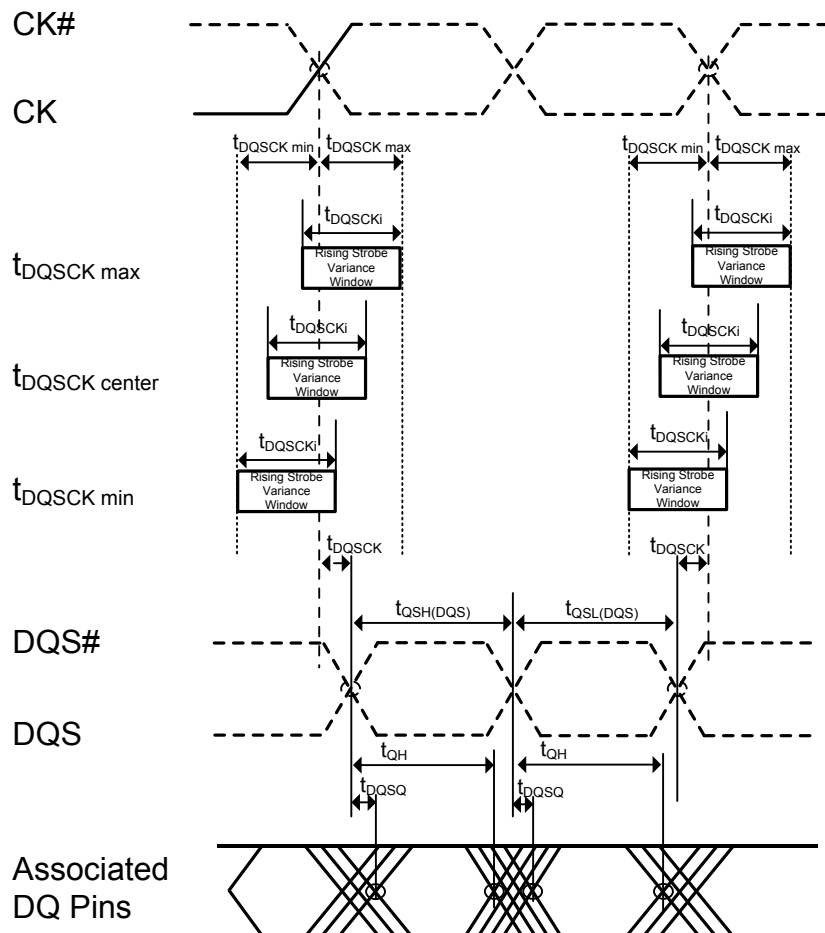 CK#
CK
tDQSCK min tDQSCK max tDQSCK min tDQSCK max
tDQSCKi tDQSCKi
tDQSCK max
Rising Strobe
Variance
Window
Rising Strobe
Variance
Window
tDQSCKi tDQSCKi
tDQSCK center
Rising Strobe
Variance
Window
Rising Strobe
Variance
Window
tDQSCKi tDQSCKi
tDQSCK min
Rising Strobe
Variance
Window
Rising Strobe
Variance
Window
tDQSCK tDQSCK
tQSH(DQS) tQSL(DQS)
DQS#
DQS
tQH tQH
tDQSQ tDQSQ
Associated
DQ Pins